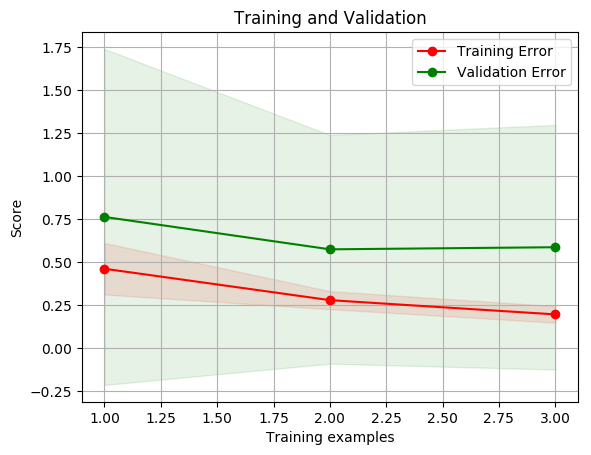 Training and Validation
Training Error
Validation Error
1.75
1.50
1.25
1.00
0.75
0.50
0.25
0.00
−0.25
Score
1.00 1.25 1.50 1.75 2.00 2.25 2.50 2.75 3.00
Training examples